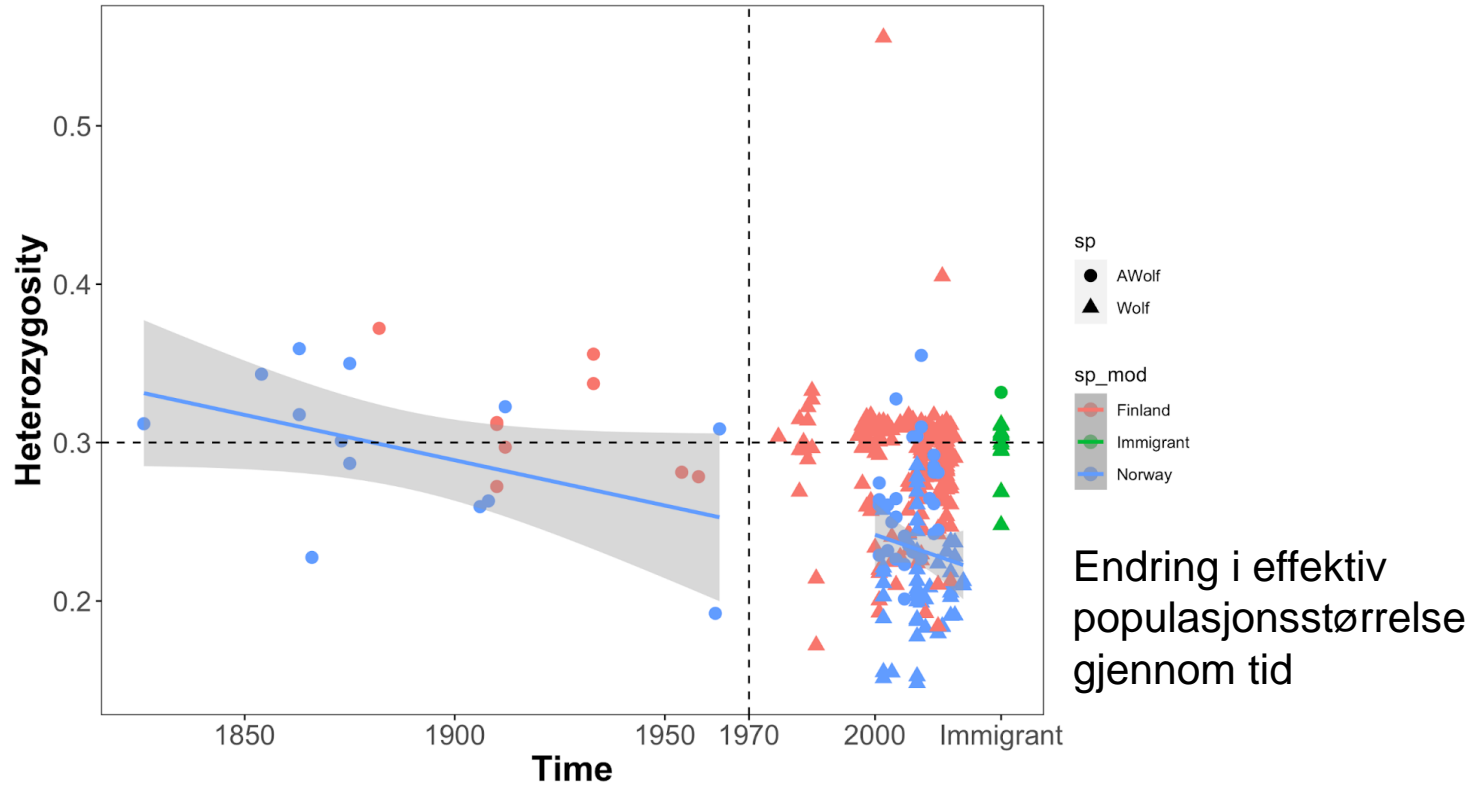 Heterozygosity
0.5
0.4
0.3
0.2
1850 1900 1950 1970 2000 Immigrant
Time
sp
AWolf
Wolf
sp_mod
Finland
Immigrant
Norway
Endring i effektiv
populasjonsstørrelse
gjennom tid